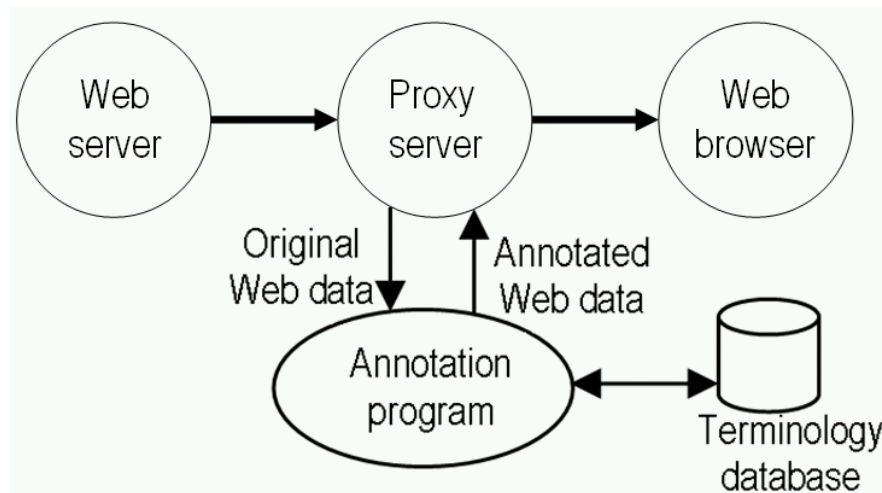 Web
server
Proxy
server
Web
browser
Original
Web data
Annotated
Web data
Annotation
program
Terminology
database